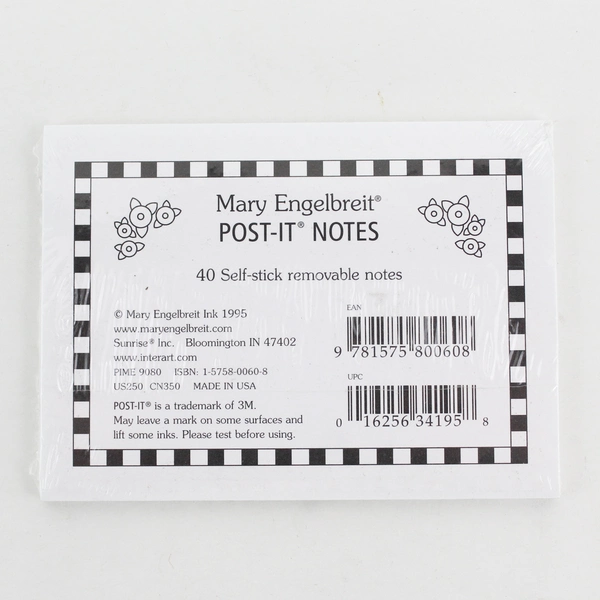 Mary Engelbreit®
POST-IT® NOTES
40 Self-stick removable notes
© Mary Engelbreit Ink 1995
www.maryengelbreit.com
Sunrise® Inc. Bloomington IN 47402
www.interart.com
PIME 9080 ISBN: 1-5758-0060-8
US250 CN350 MADE IN USA
POST-IT® is a trademark of 3M.
May leave a mark on some surfaces and
lift some inks. Please test before using.
EAN
9 781575 800608
UPC
0 16256 34195 8